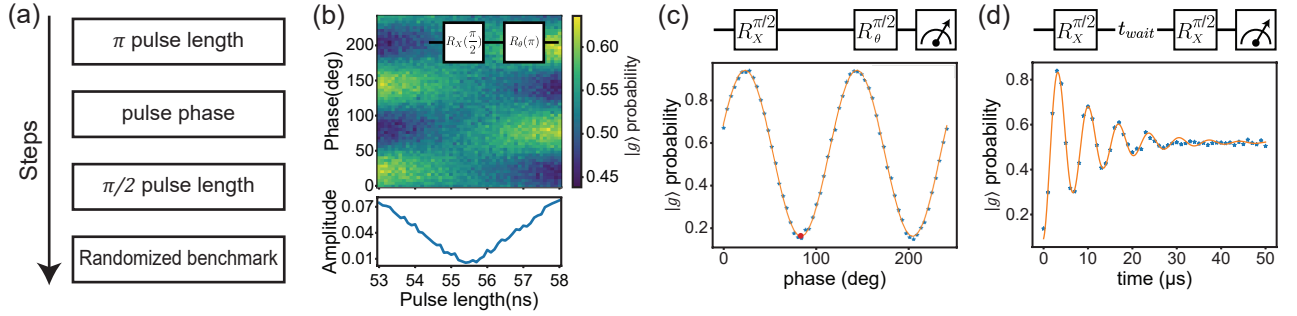 (a)
Steps
π pulse length
pulse phase
π/2 pulse length
Randomized benchmark
(b)
R_X(π/2)
R_θ(π)
Phase(deg)
200
150
100
50
0
0.60
0.55
0.50
0.45
|g⟩ probability
Amplitude
0.07
0.04
0.01
53 54 55 56 57 58
Pulse length(ns)
(c)
R_X^{π/2}
R_θ^{π/2}
|g⟩ probability
0.8
0.6
0.4
0.2
0 100 200
phase (deg)
(d)
R_X^{π/2}
t_{wait}
R_X^{π/2}
|g⟩ probability
0.8
0.6
0.4
0.2
0 10 20 30 40 50
time (μs)